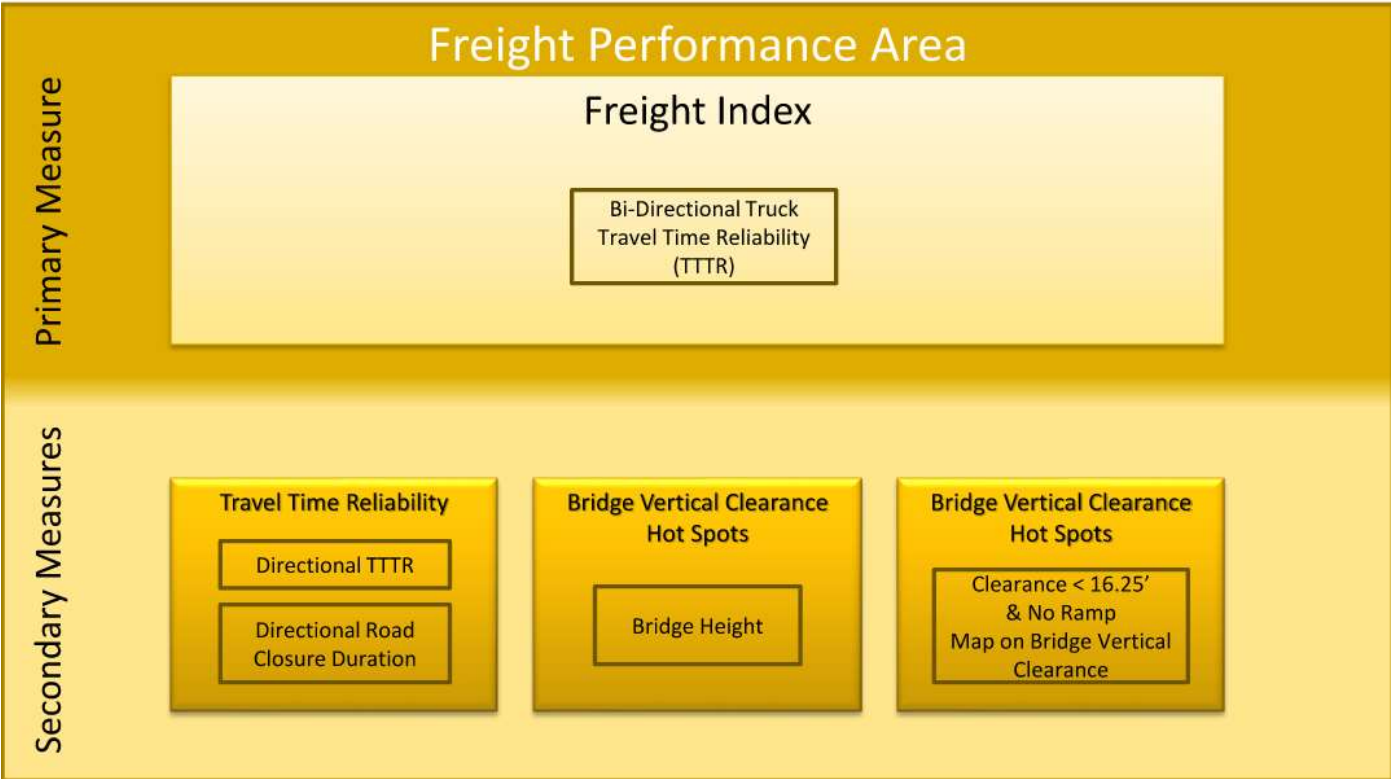 Freight Performance Area
Primary Measure
Freight Index
Bi-Directional Truck
Travel Time Reliability
(TTTR)
Secondary Measures
Travel Time Reliability
Directional TTTR
Directional Road
Closure Duration
Bridge Vertical Clearance
Hot Spots
Bridge Height
Bridge Vertical Clearance
Hot Spots
Clearance < 16.25’
& No Ramp
Map on Bridge Vertical
Clearance